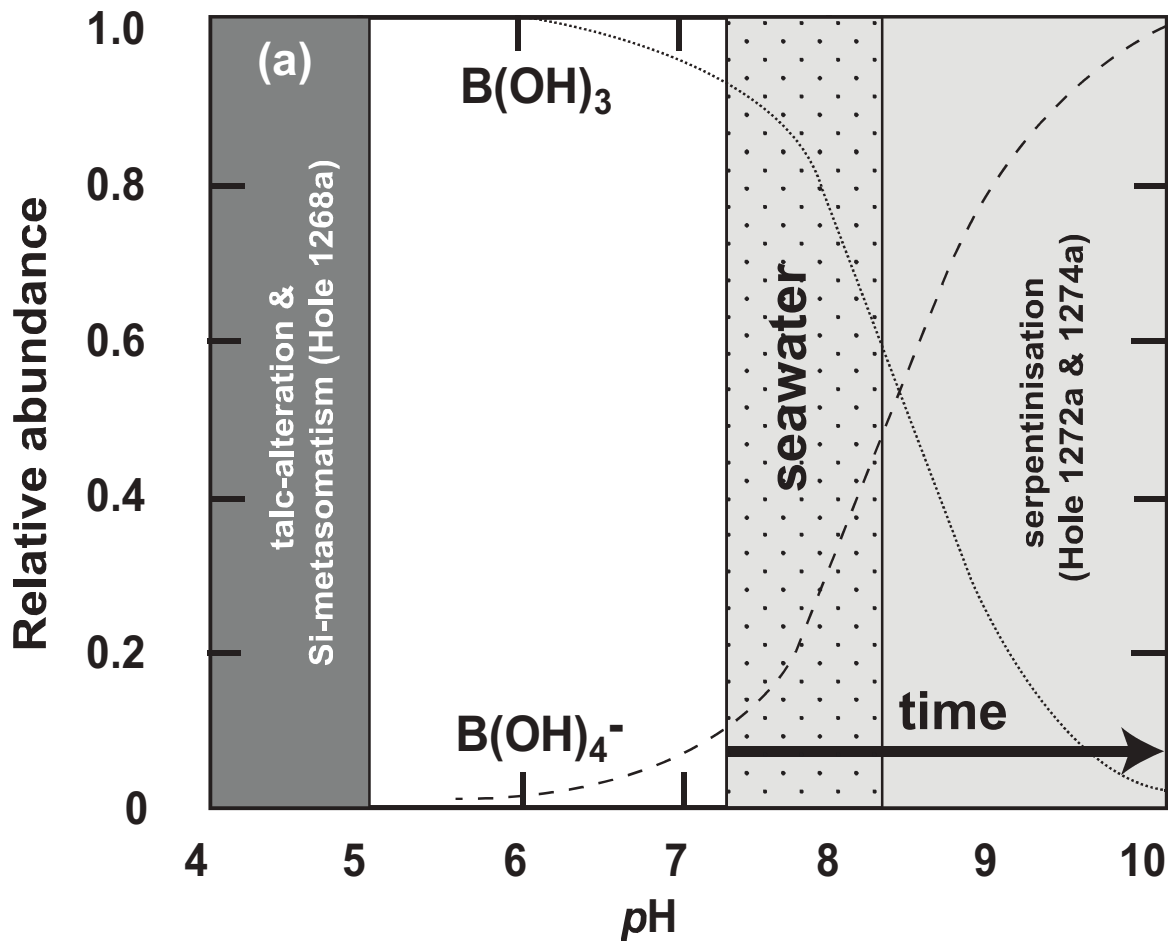 (a)
1.0
0.8
0.6
0.4
0.2
0
Relative abundance
talc-alteration &
Si-metasomatism (Hole 1268a)
B(OH)₃
B(OH)₄⁻
seawater
serpentinisation
(Hole 1272a & 1274a)
time
4 5 6 7 8 9 10
pH